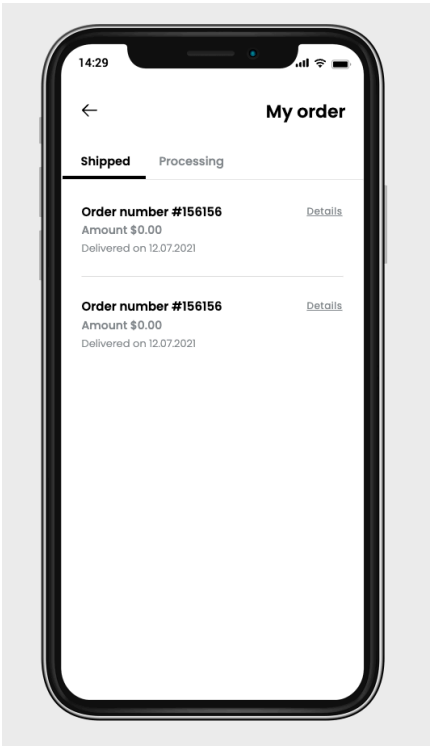 14:29
My order
Shipped Processing
Order number #156156 Details
Amount $0.00
Delivered on 12.07.2021
Order number #156156 Details
Amount $0.00
Delivered on 12.07.2021